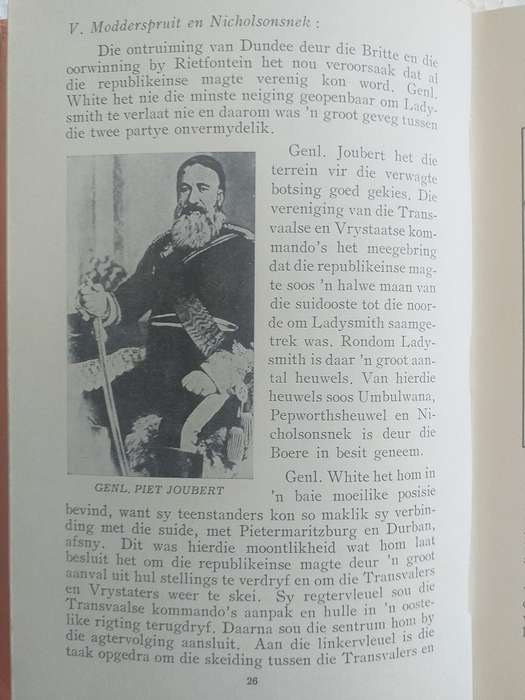 V. Modderspruit en Nicholsonsnek :
Die ontruiming van Dundee deur die Britte en die
oorwinning by Rietfontein het nou veroorsaak dat al
die republikeinse magte verenig kon word. Genl.
White het nie die minste neiging geopenbaar om Lady-
smith te verlaat nie en daarom was 'n groot geveg tussen
die twee partye onvermydelik.
Genl. Joubert het die
terrein vir die verwagte
botsing goed gekies. Die
vereniging van die Trans-
vaalse en Vrystaatse kom-
mando's het meegebring
dat die republikeinse mag-
te soos 'n halwe maan van
die suidooste tot die noor-
de om Ladysmith saamge-
trek was. Rondom Lady-
smith is daar 'n groot aan-
tal heuwels. Van hierdie
heuwels soos Umbulwana,
Pepworthsheuwel en Ni-
cholsonsnek is deur die
Boere in besit geneem.
GENL. PIET JOUBERT
Genl. White het hom in
'n baie moeilike posisie
bevind, want sy teenstanders kon so maklik sy verbin-
ding met die suide, met Pietermaritzburg en Durban,
afsny. Dit was hierdie moontlikheid wat hom laat
besluit het om die republikeinse magte deur 'n groot
aanval uit hul stellings te verdryf en om die Transvalers
en Vrystaters weer te skei. Sy regtervleuel sou die
Transvaalse kommando's aanpak en hulle in 'n ooste-
like rigting terugdryf. Daarna sou die sentrum hom by
die agtervolging aansluit. Aan die linkervleuel is die
taak opgedra om die skeiding tussen die Transvalers en
26